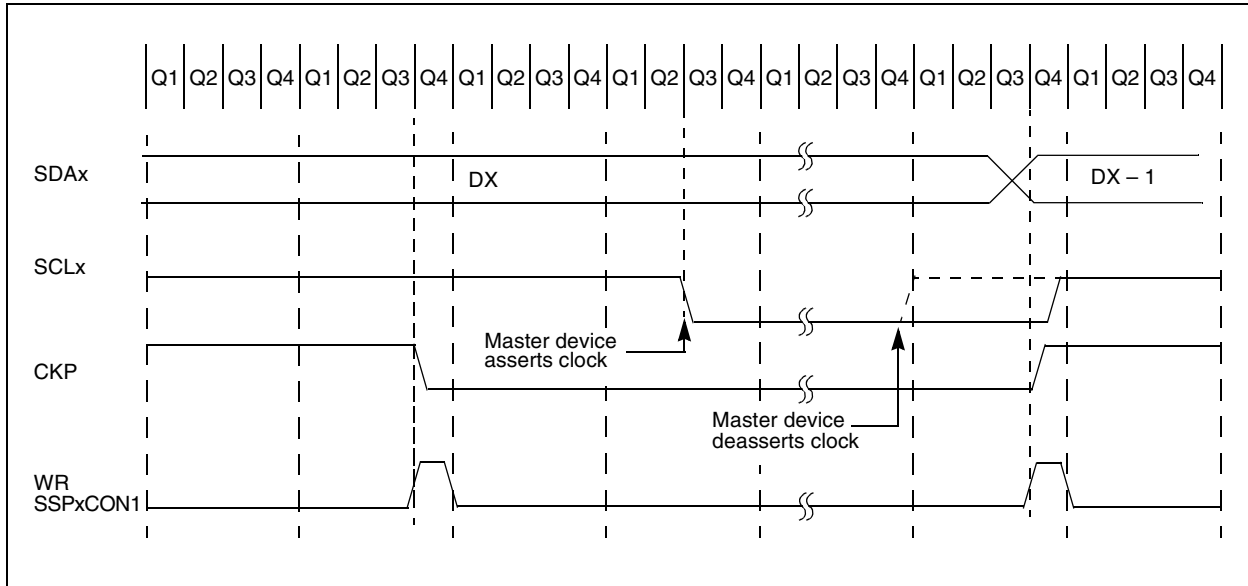 Q1 Q2 Q3 Q4 Q1 Q2 Q3 Q4 Q1 Q2 Q3 Q4 Q1 Q2 Q3 Q4 Q1 Q2 Q3 Q4 Q1 Q2 Q3 Q4 Q1 Q2 Q3 Q4
SDAx
DX
DX – 1
SCLx
Master device
asserts clock
CKP
Master device
deasserts clock
WR
SSPxCON1